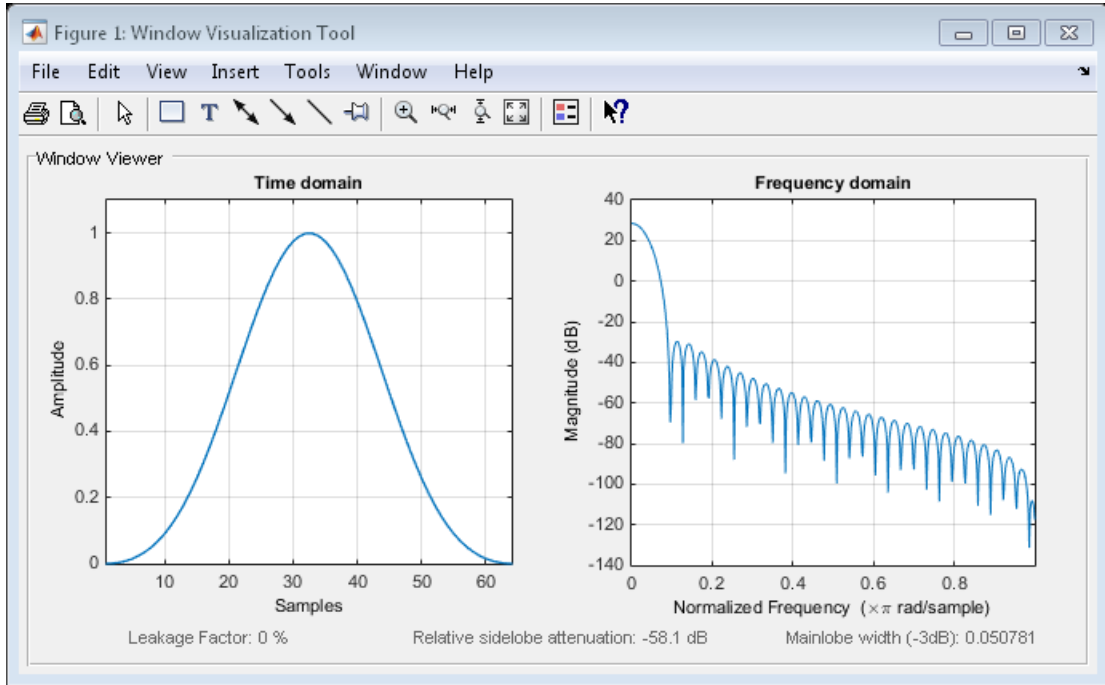 Figure 1: Window Visualization Tool
File Edit View Insert Tools Window Help
T
?
Window Viewer
Time domain
1
0.8
0.6
0.4
0.2
0
Amplitude
10 20 30 40 50 60
Samples
Frequency domain
40
20
0
-20
-40
-60
-80
-100
-120
-140
Magnitude (dB)
0 0.2 0.4 0.6 0.8
Normalized Frequency (×π rad/sample)
Leakage Factor: 0 % Relative sidelobe attenuation: -58.1 dB Mainlobe width (-3dB): 0.050781